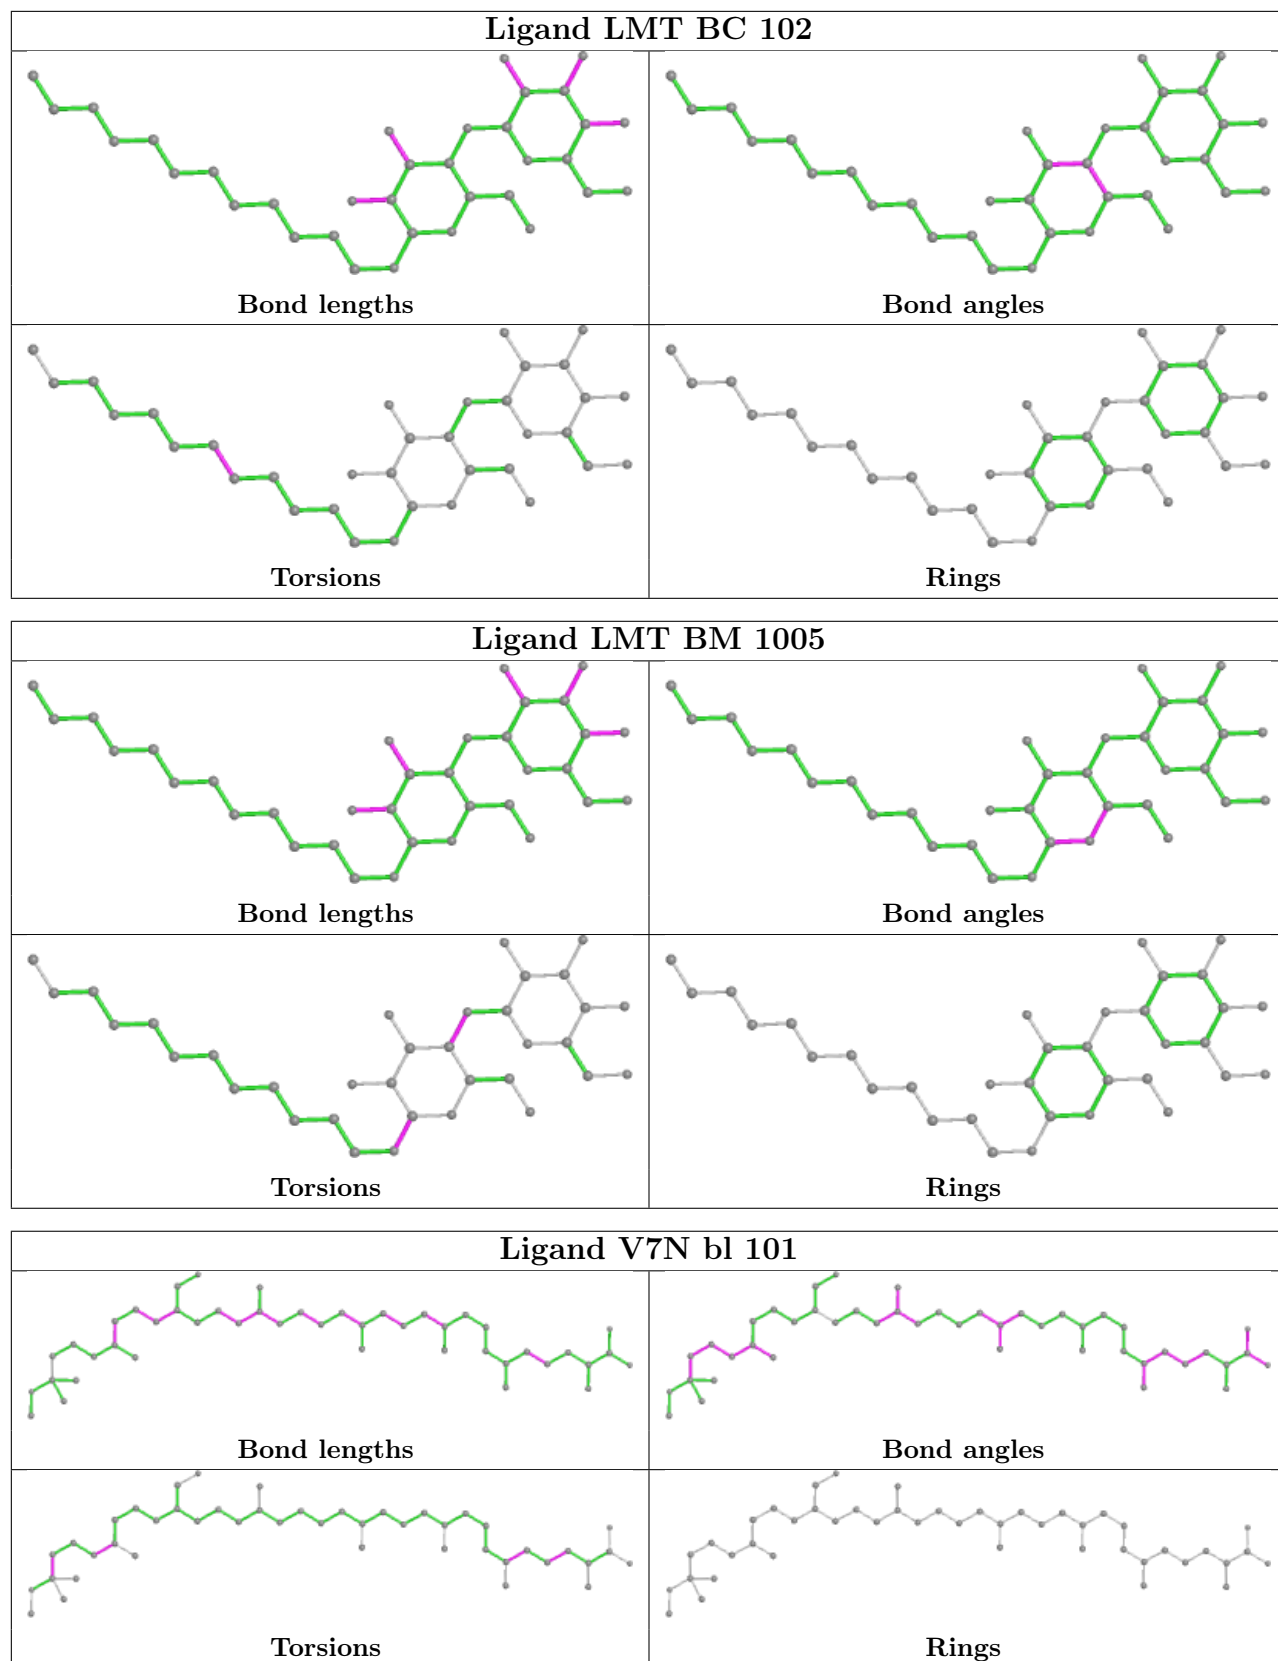 Ligand LMT BC 102
Bond lengths
Bond angles
Torsions
Rings
Ligand LMT BM 1005
Bond lengths
Bond angles
Torsions
Rings
Ligand V7N bl 101
Bond lengths
Bond angles
Torsions
Rings